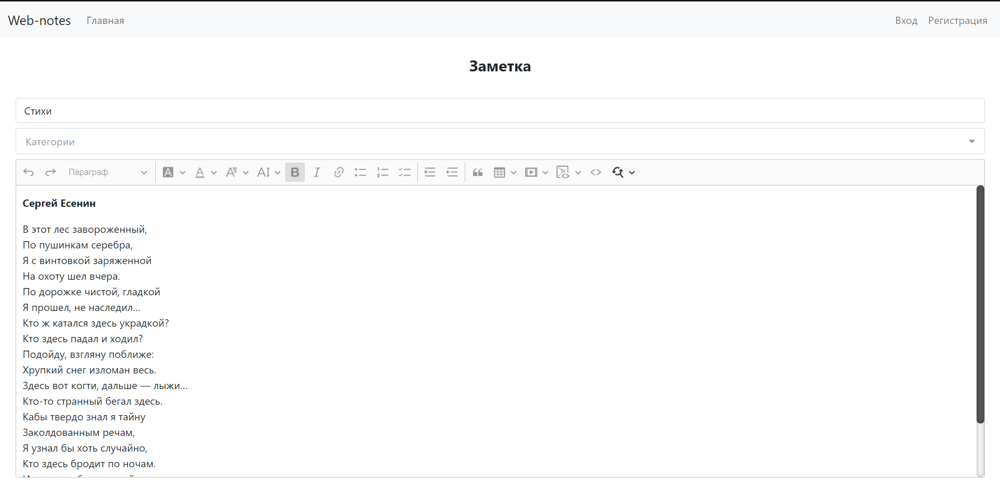 Web-notes Главная Вход Регистрация
Заметка
Стихи
Категории
Параграф
Сергей Есенин
В этот лес завороженный,
По пушинкам серебра,
Я с винтовкой заряженной
На охоту шел вчера.
По дорожке чистой, гладкой
Я прошел, не наследил...
Кто ж катался здесь украдкой?
Кто здесь падал и ходил?
Подойду, взгляну поближе:
Хрупкий снег изломан весь.
Здесь вот когти, дальше — лыжи...
Кто-то странный бегал здесь.
Кабы твердо знал я тайну
Заколдованным речам,
Я узнал бы хоть случайно,
Кто здесь бродит по ночам.